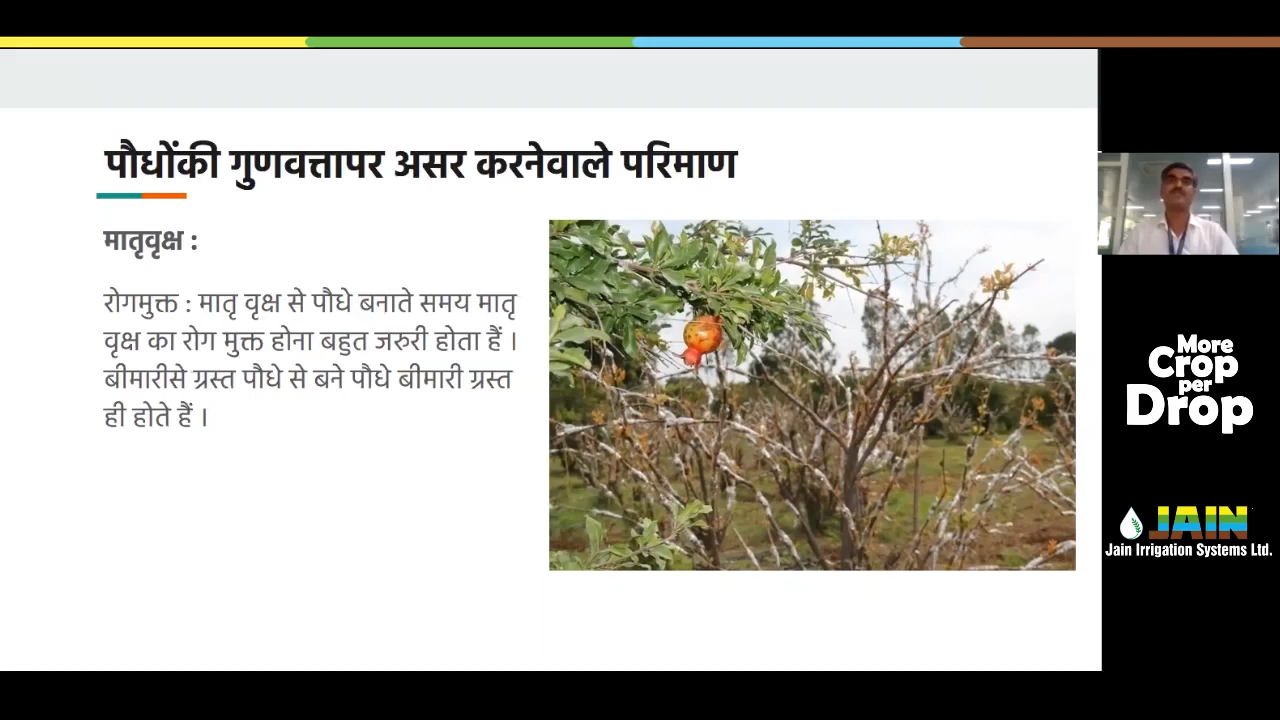 पौधोंकी गुणवत्तापर असर करनेवाले परिमाण
मातृवृक्ष :
रोगमुक्त : मातृ वृक्ष से पौधे बनाते समय मातृ
वृक्ष का रोग मुक्त होना बहुत जरुरी होता हैं ।
बीमारीसे ग्रस्त पौधे से बने पौधे बीमारी ग्रस्त
ही होते हैं ।
More
Crop
per
Drop
JAIN
Jain Irrigation Systems Ltd.